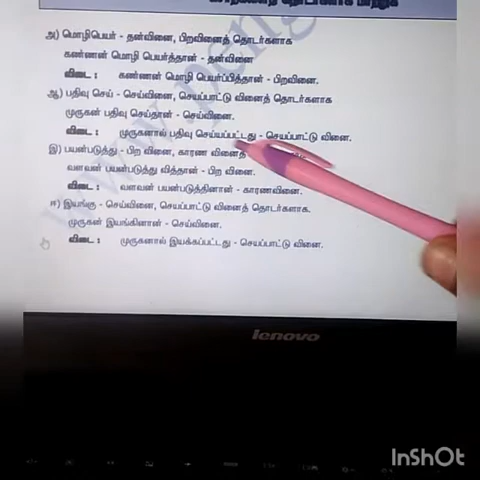 அ) மொழிபெயர் - தன்வினை, பிறவினைத் தொடர்களாக
கண்ணன் மொழி பெயர்த்தான் - தன்வினை
விடை : கண்ணன் மொழி பெயர்ப்பித்தான் - பிறவினை.
ஆ) பதிவு செய் - செய்வினை, செயப்பாட்டு வினைத் தொடர்களாக
முருகன் பதிவு செய்தான் - செய்வினை.
விடை : முருகனால் பதிவு செய்யப்பட்டது - செயப்பாட்டு வினை.
இ) பயன்படுத்து - பிற வினை, காரண வினைத்
வளவன் பயன்படுத்து வித்தான் - பிற வினை.
விடை : வளவன் பயன்படுத்தினான் - காரணவினை.
ஈ) இயங்கு - செய்வினை, செயப்பாட்டு வினைத் தொடர்களாக.
முருகன் இயங்கினான் - செய்வினை.
விடை : முருகனால் இயக்கப்பட்டது - செயப்பாட்டு வினை.
lenovo
InShOt